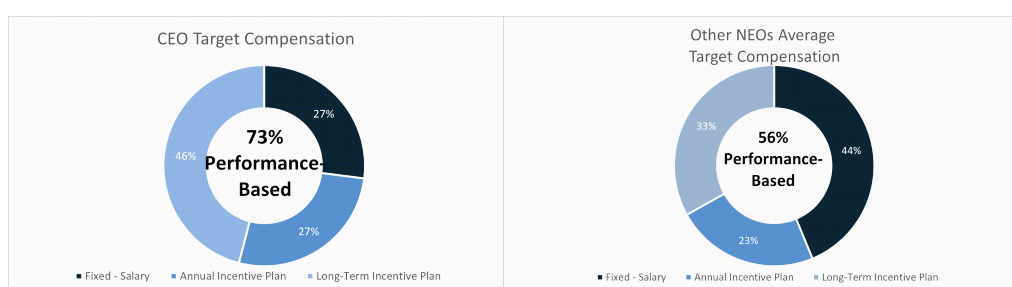 CEO Target Compensation
27%
46%
27%
73%
Performance-
Based
Fixed - Salary
Annual Incentive Plan
Long-Term Incentive Plan
Other NEOs Average
Target Compensation
33%
44%
23%
56%
Performance-
Based
Fixed - Salary
Annual Incentive Plan
Long-Term Incentive Plan